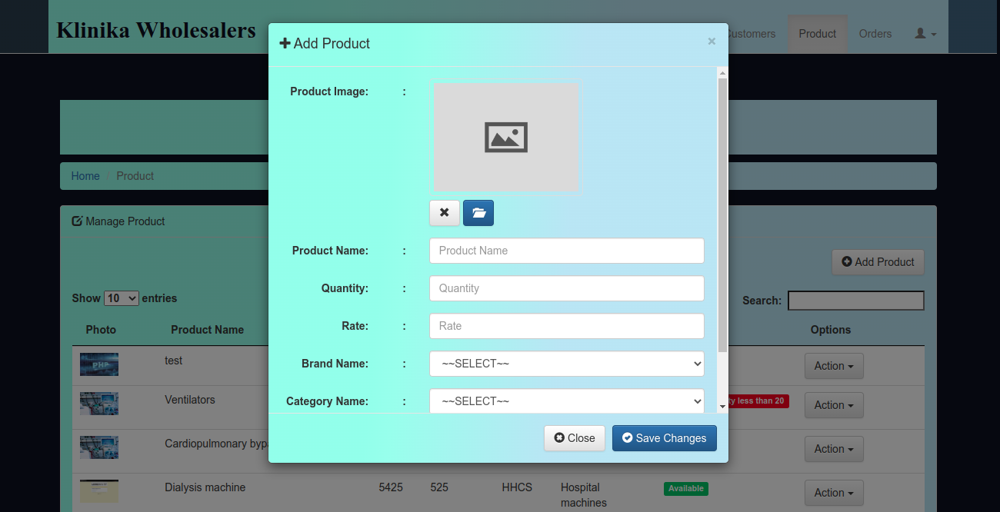 Klinika Wholesalers
Customers
Product
Orders
Add Product
×
Product Image: :
Home / Product
Manage Product
Product Name: : Product Name
Add Product
Quantity: : Quantity
Show 10 entries
Search:
Rate: : Rate
Photo Product Name Options
Brand Name: : ~~SELECT~~
test Action
Category Name: : ~~SELECT~~
Ventilators less than 20 Action
Close Save Changes
Cardiopulmonary Action
Dialysis machine 5425 525 HHCS Hospital machines Available Action